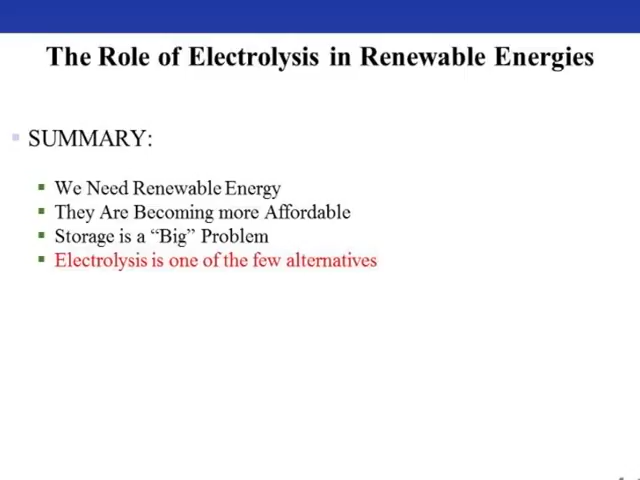 The Role of Electrolysis in Renewable Energies
SUMMARY:
We Need Renewable Energy
They Are Becoming more Affordable
Storage is a “Big” Problem
Electrolysis is one of the few alternatives